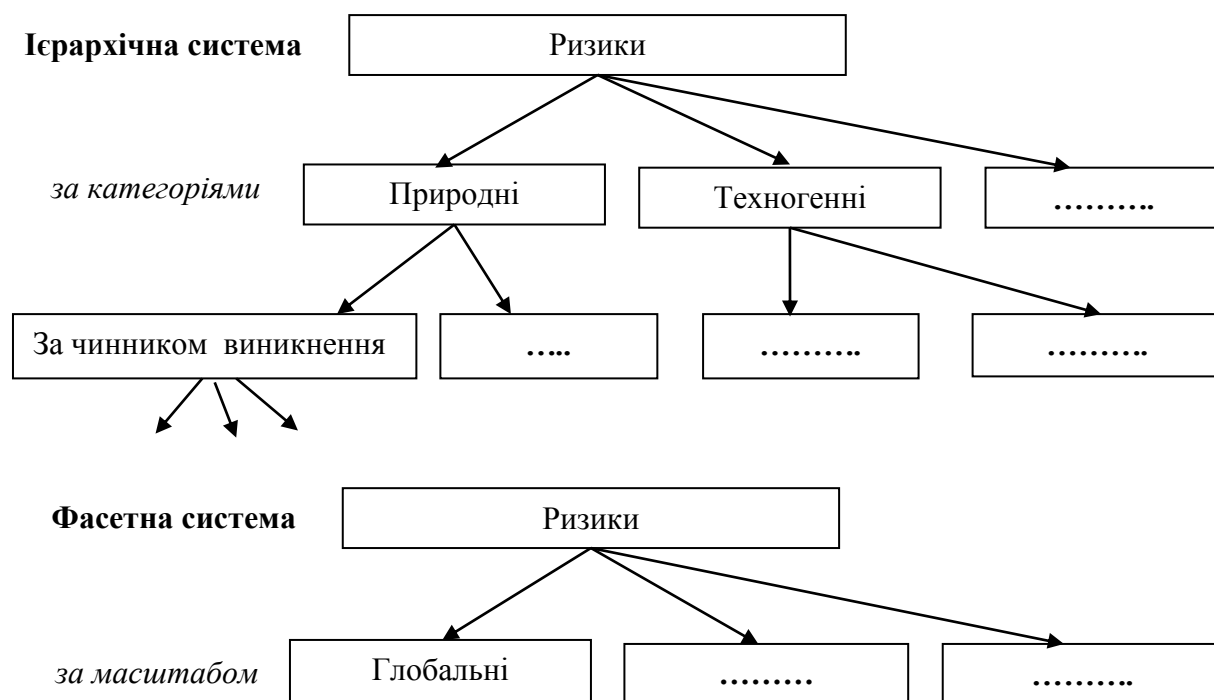 Ієрархічна система
Ризики
за категоріями
Природні
Техногенні
……….
За чинником виникнення
…..
……….
……….
Фасетна система
Ризики
за масштабом
Глобальні
………
……….